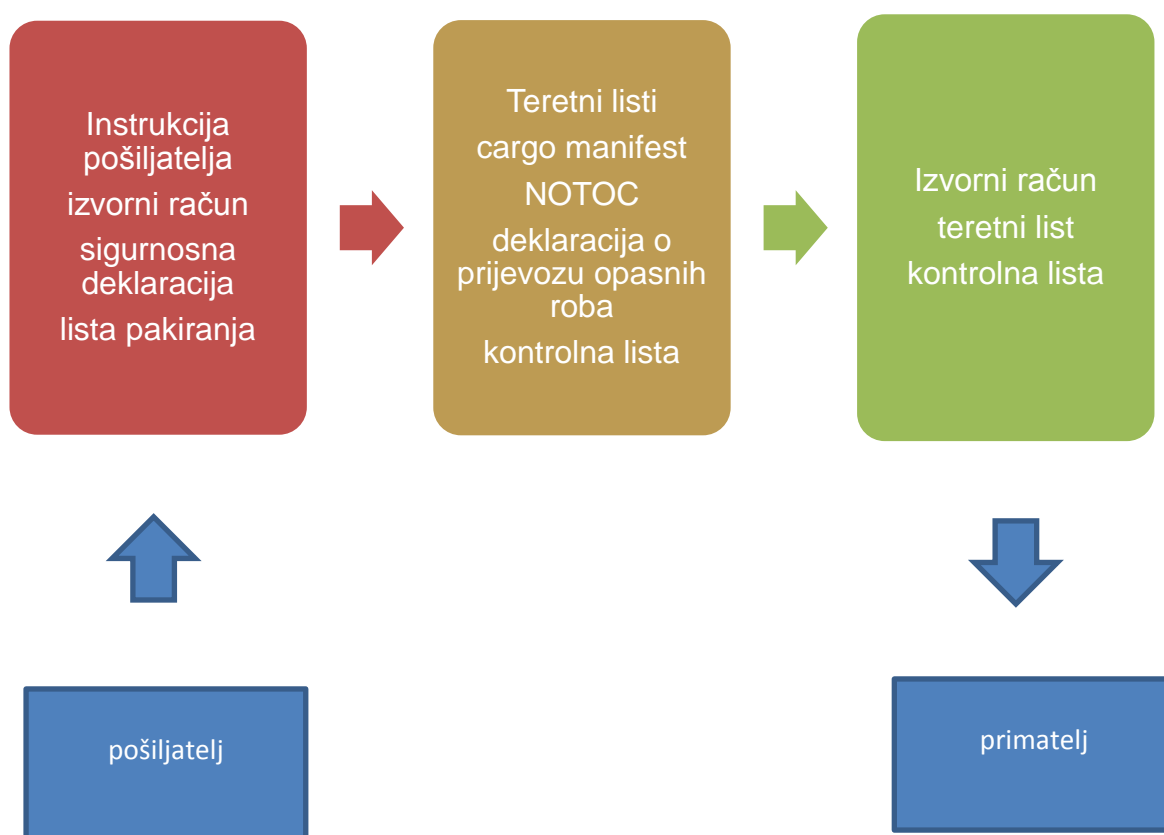 Instrukcija
pošiljatelja
izvorni račun
sigurnosna
deklaracija
lista pakiranja
Teretni listi
cargo manifest
NOTOC
deklaracija o
prijevozu opasnih
roba
kontrolna lista
Izvorni račun
teretni list
kontrolna lista
pošiljatelj
primatelj